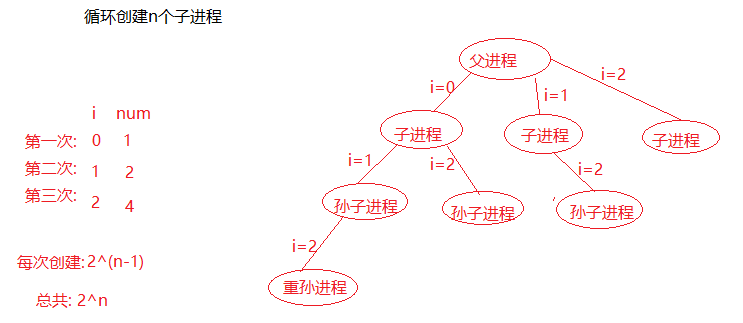 循环创建n个子进程
父进程
i=0
i=1
i=2
子进程
子进程
子进程
i=1
i=2
i=2
孙子进程
孙子进程
孙子进程
i=2
重孙进程
i num
第一次: 0 1
第二次: 1 2
第三次: 2 4
每次创建:2^(n-1)
总共: 2^n